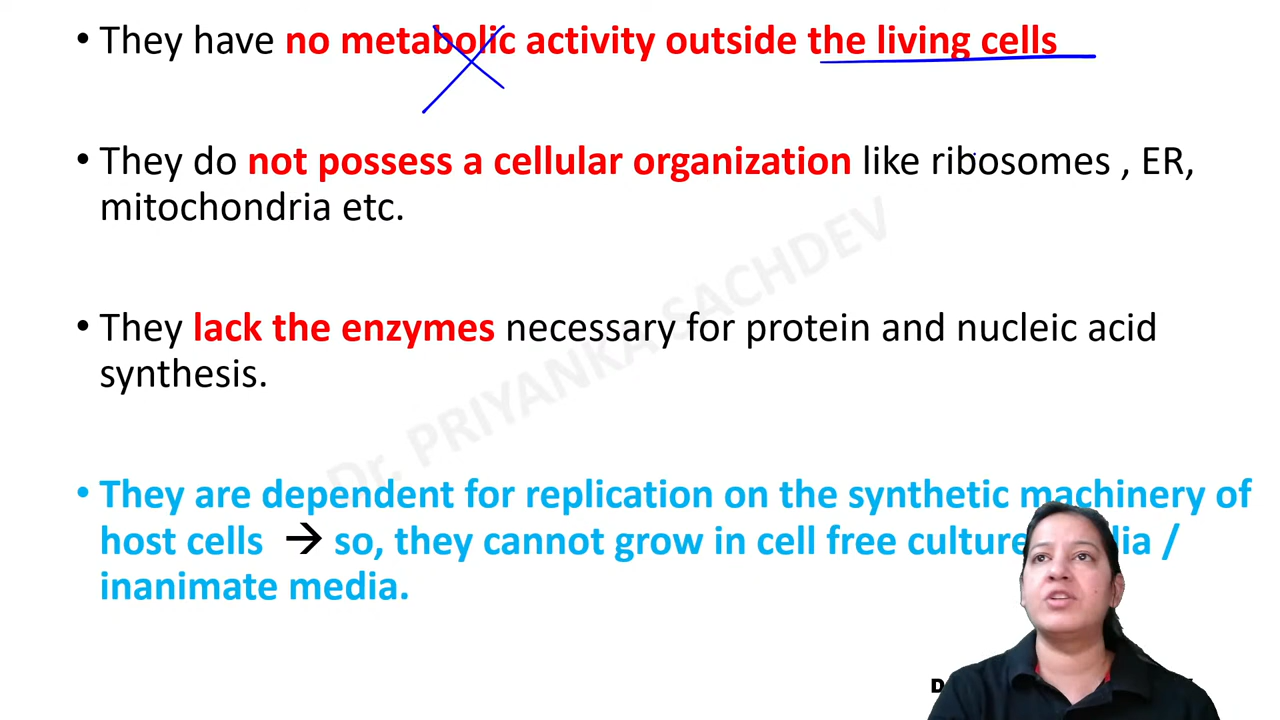 • They have no metabolic activity outside the living cells
• They do not possess a cellular organization like ribosomes , ER,
mitochondria etc.
• They lack the enzymes necessary for protein and nucleic acid
synthesis.
Dr. PRIYANKA SACHDEV
• They are dependent for replication on the synthetic machinery of
host cells → so, they cannot grow in cell free culture /
inanimate media.